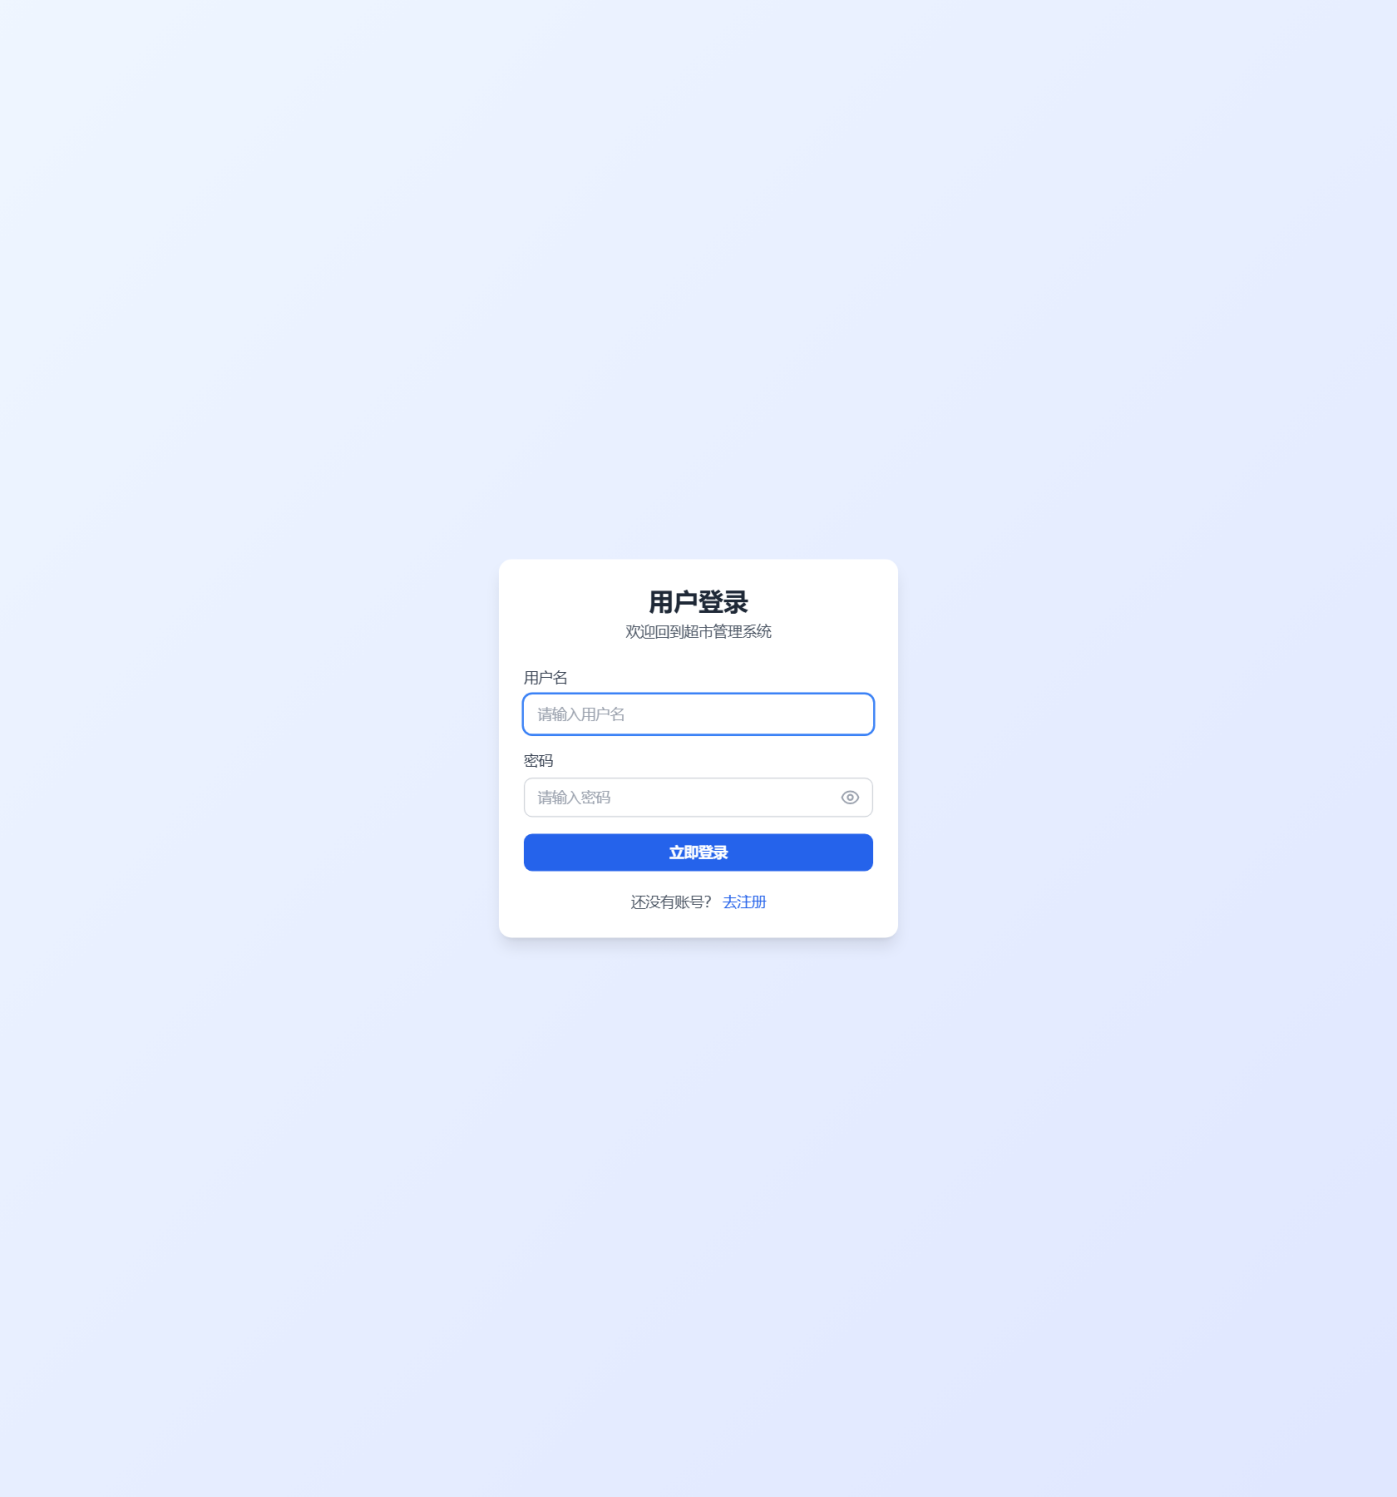 用户登录
欢迎回到超市管理系统
用户名
请输入用户名
密码
请输入密码
立即登录
还没有账号? 去注册